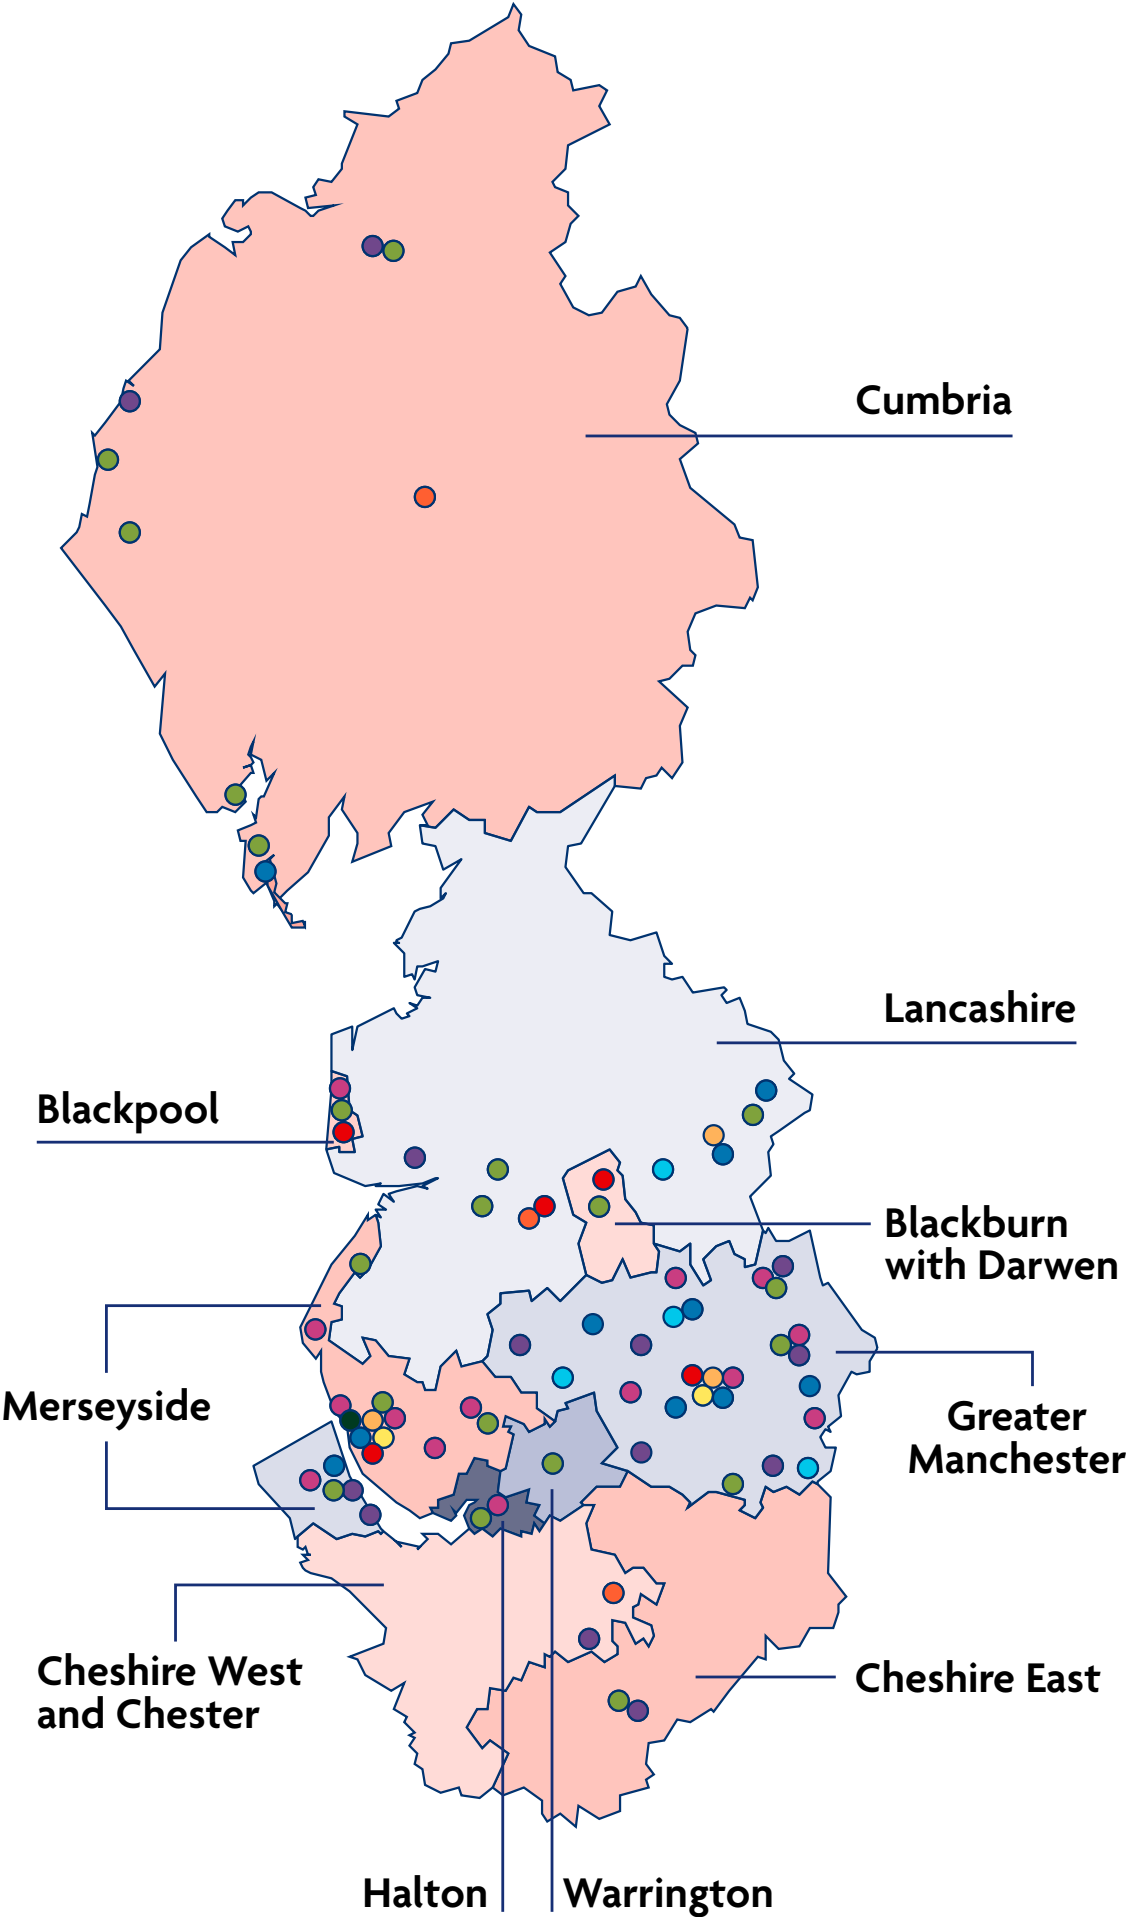 Cumbria
Lancashire
Blackpool
Blackburn
with Darwen
Merseyside
Greater
Manchester
Cheshire West
and Chester
Cheshire East
Halton
Warrington